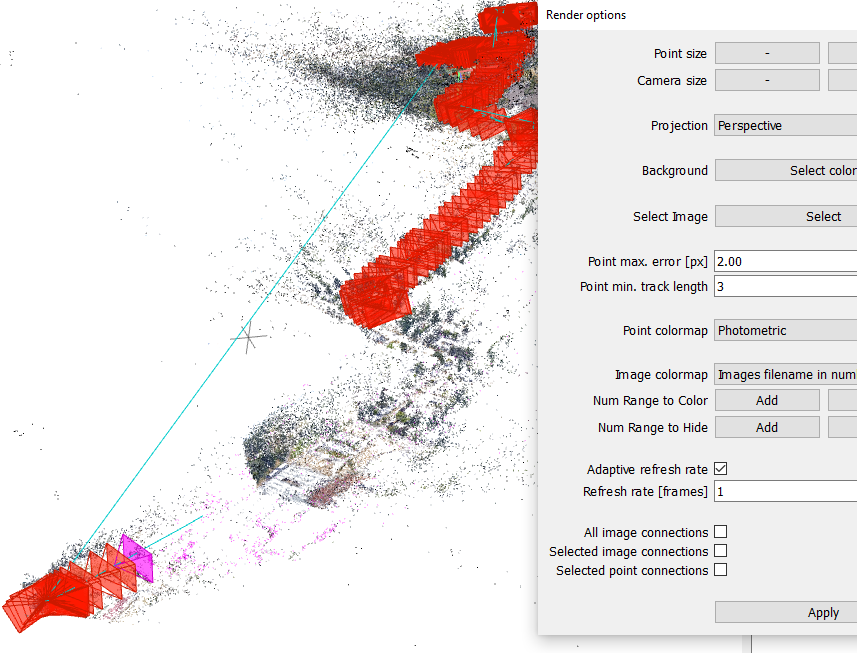 Render options
Point size -
Camera size -
Projection Perspective
Background Select color
Select Image Select
Point max. error [px] 2.00
Point min. track length 3
Point colormap Photometric
Image colormap Images filename in num
Num Range to Color Add
Num Range to Hide Add
Adaptive refresh rate
Refresh rate [frames] 1
All image connections
Selected image connections
Selected point connections
Apply